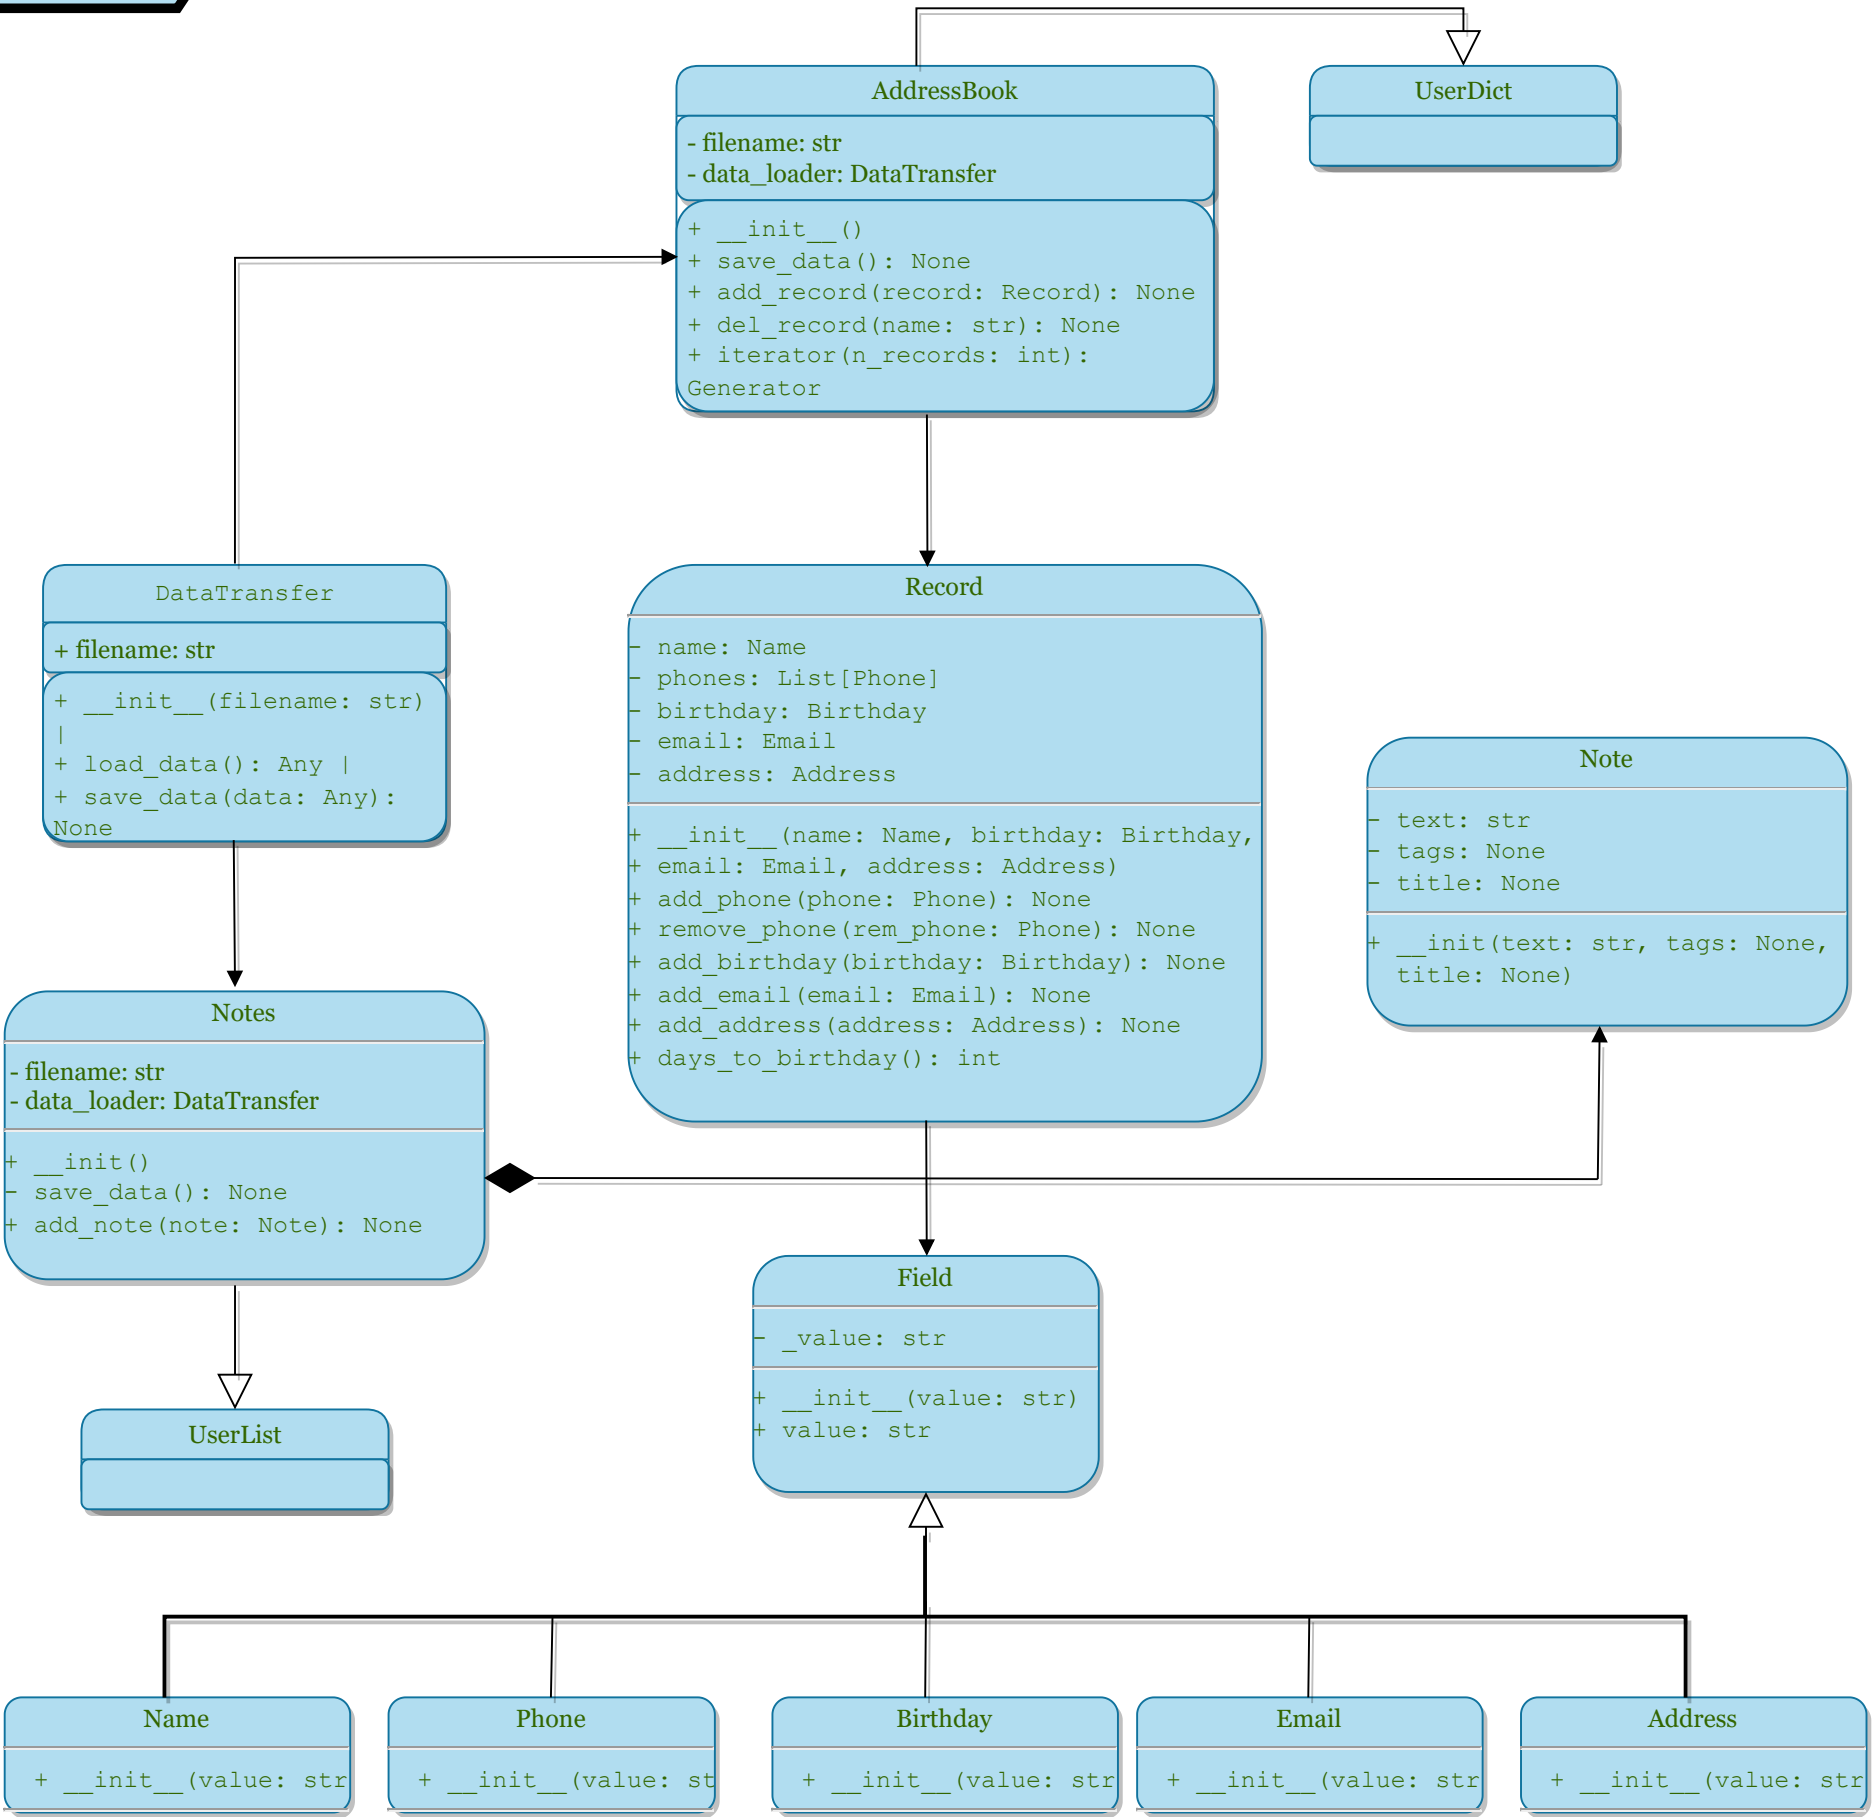 AddressBook
- filename: str
- data_loader: DataTransfer
+ __init__()
+ save_data(): None
+ add_record(record: Record): None
+ del_record(name: str): None
+ iterator(n_records: int):
Generator
UserDict
DataTransfer
+ filename: str
+ __init__(filename: str)
|
+ load_data(): Any |
+ save_data(data: Any):
None
Record
- name: Name
- phones: List[Phone]
- birthday: Birthday
- email: Email
- address: Address
+ __init__(name: Name, birthday: Birthday,
+ email: Email, address: Address)
+ add_phone(phone: Phone): None
+ remove_phone(rem_phone: Phone): None
+ add_birthday(birthday: Birthday): None
+ add_email(email: Email): None
+ add_address(address: Address): None
+ days_to_birthday(): int
Note
- text: str
- tags: None
- title: None
+ __init(text: str, tags: None,
title: None)
Notes
- filename: str
- data_loader: DataTransfer
+ __init()
- save_data(): None
+ add_note(note: Note): None
Field
- _value: str
+ __init__(value: str)
+ value: str
UserList
Name
+ __init__(value: str
Phone
+ __init__(value: st
Birthday
+ __init__(value: str
Email
+ __init__(value: str
Address
+ __init__(value: str